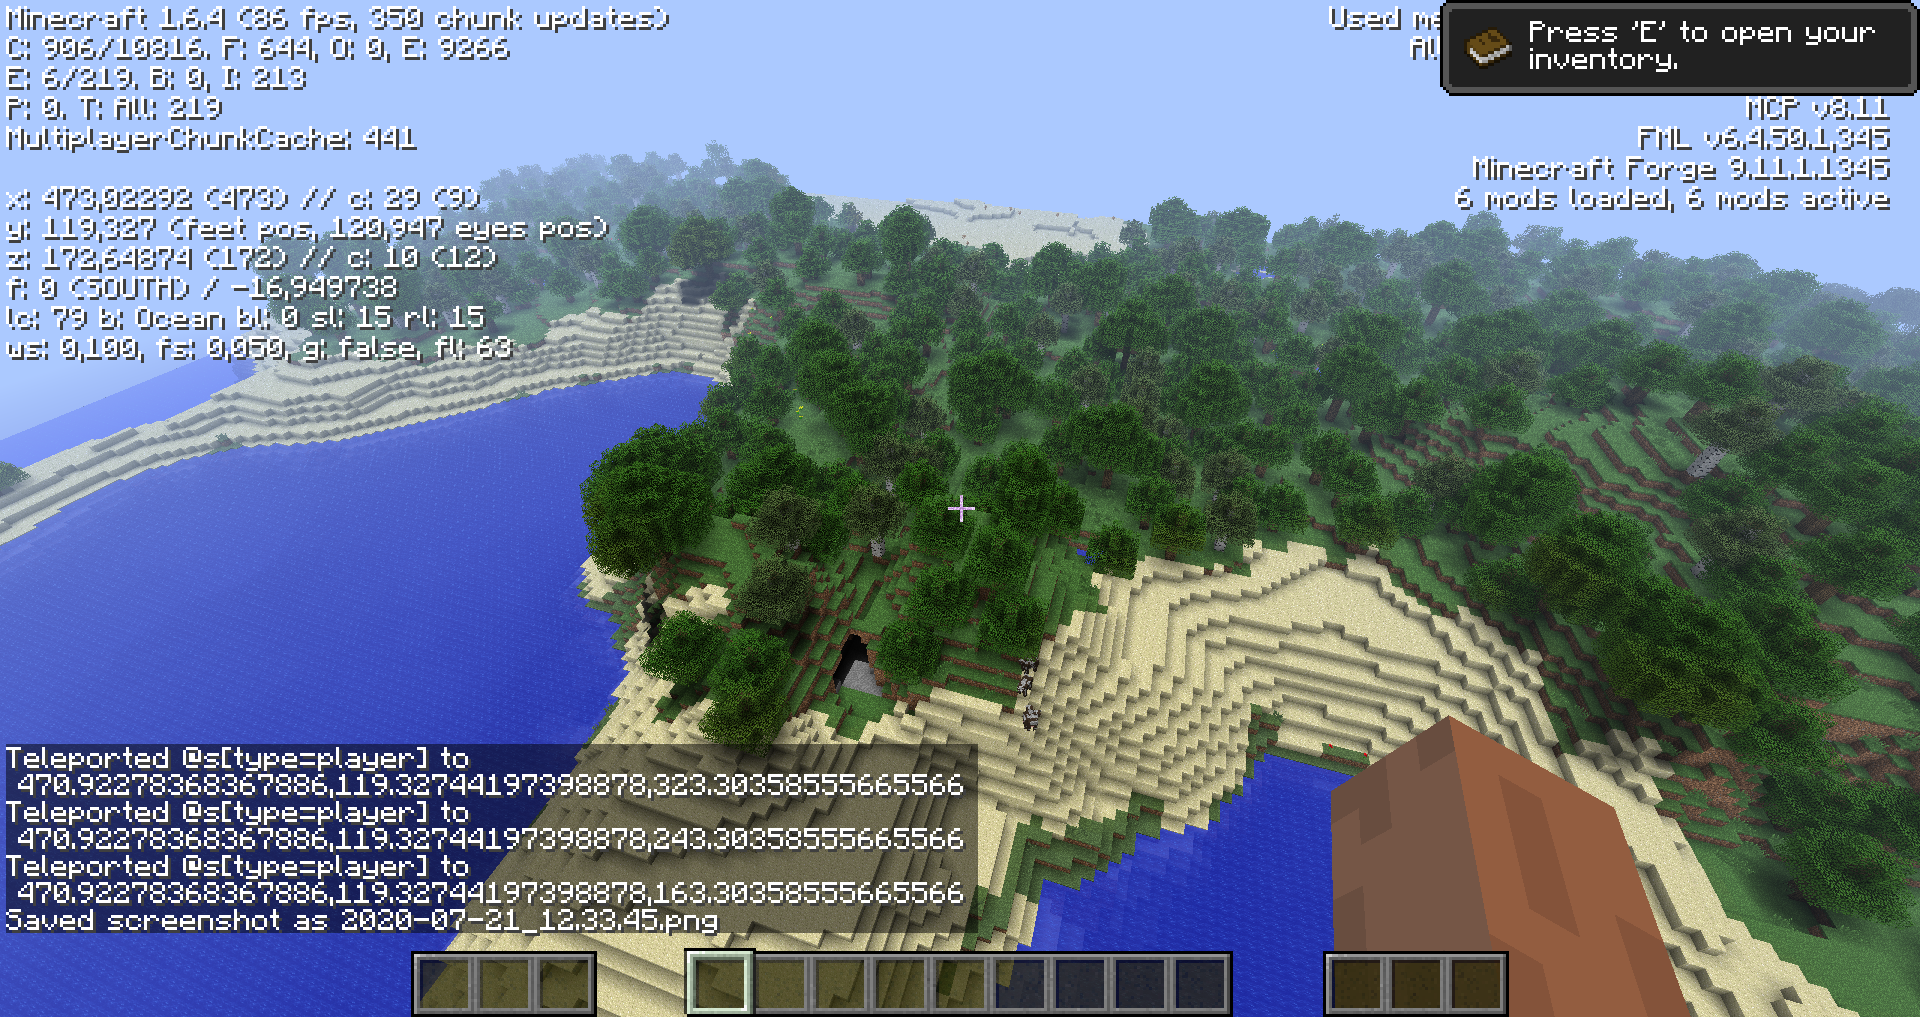 Minecraft 1.6.4 (86 fps, 350 chunk updates)
C: 906/10816. F: 644, O: 0, E: 9266
E: 6/219. B: 0, I: 213
P: 0. T: All: 219
MultiplayerChunkCache: 441
x: 473,02292 (473) // c: 29 (9)
y: 119,327 (feet pos, 120,947 eyes pos)
z: 172,64874 (172) // c: 10 (12)
f: 0 (SOUTH) / -16,949738
lc: 79 b: Ocean bl: 0 sl: 15 rl: 15
ws: 0,100, fs: 0,050, g: false, fl: 63
Used
Press 'E' to open your
inventory.
MCP v8.11
FML v6.4.50.1,345
Minecraft Forge 9.11.1.1345
6 mods loaded, 6 mods active
Teleported @s[type=player] to
470.92278368367886,119.32744197398878,323.30358555665566
Teleported @s[type=player] to
470.92278368367886,119.32744197398878,243.30358555665566
Teleported @s[type=player] to
470.92278368367886,119.32744197398878,163.30358555665566
Saved screenshot as 2020-07-21_12.33.45.png